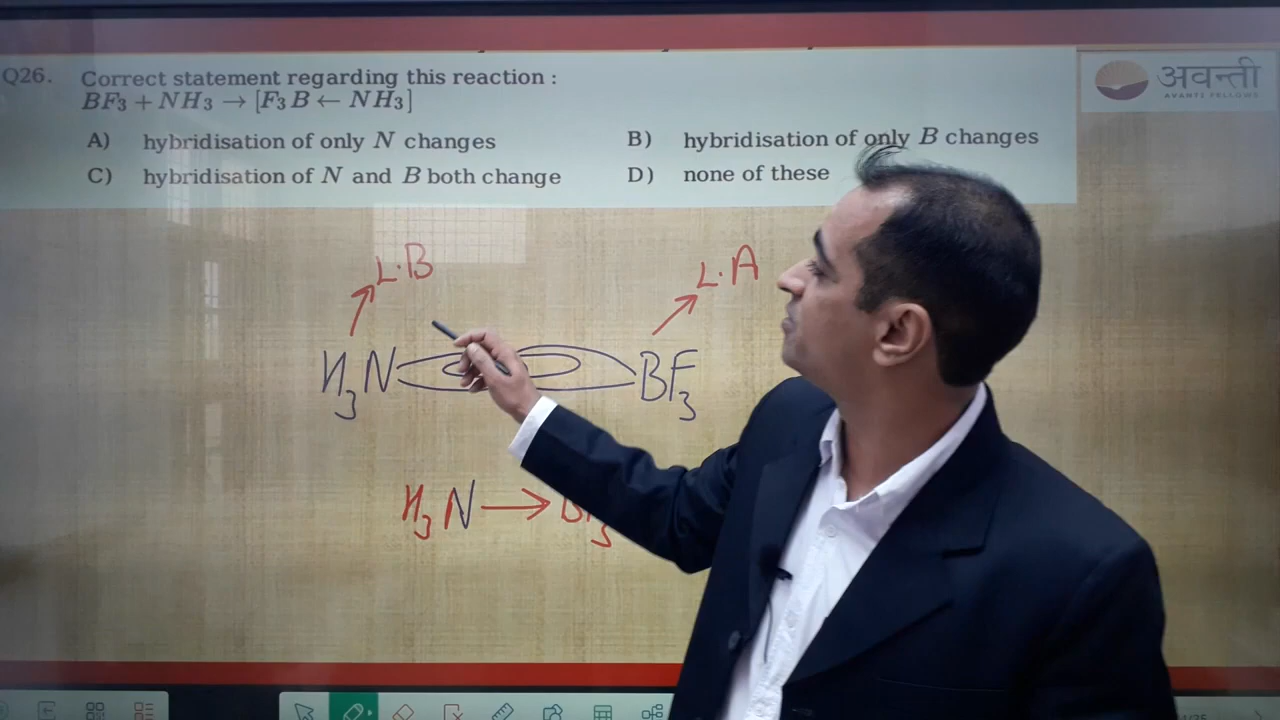 Q26. Correct statement regarding this reaction :
BF₃ + NH₃ → [F₃B ← NH₃]
A) hybridisation of only N changes
B) hybridisation of only B changes
C) hybridisation of N and B both change
D) none of these
अवन्ती
AVANTI FELLOWS
L.B
L.A
H₃N
BF₃
H₃N → BF₃